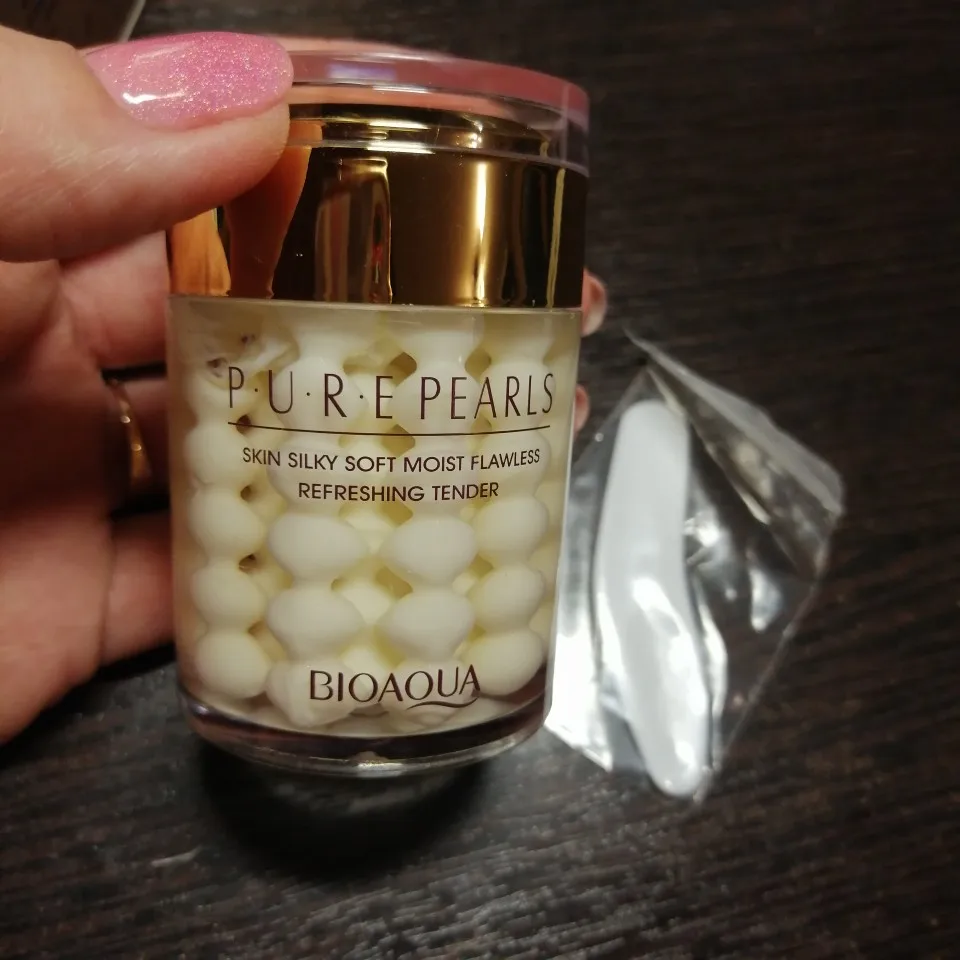 P·U·R·E PEARLS
SKIN SILKY SOFT MOIST FLAWLESS
REFRESHING TENDER
BIOAQUA